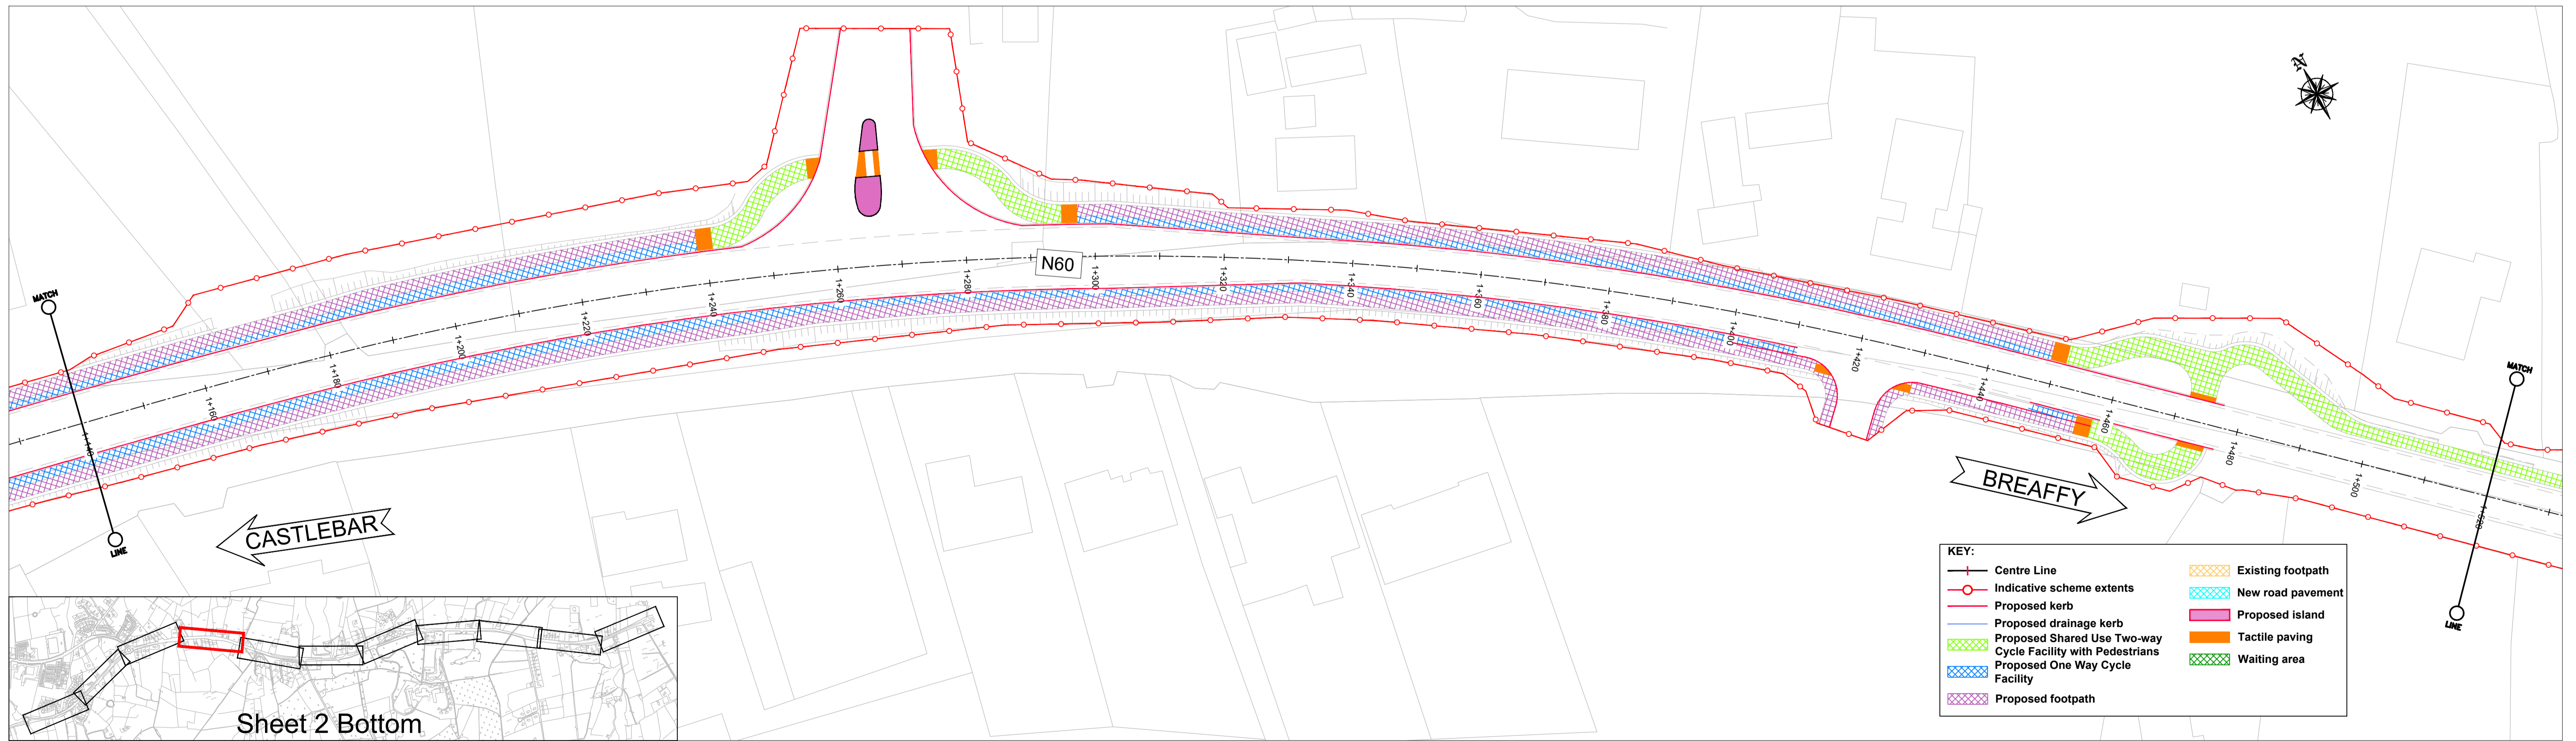 N
MATCH
LINE
1+140
1+160
1+180
1+200
1+220
1+240
1+260
1+280
N60
1+300
1+320
1+340
1+360
1+380
1+400
1+420
1+440
1+460
1+480
1+500
1+520
MATCH
LINE
CASTLEBAR
BREAFFY
KEY:
Centre Line
Indicative scheme extents
Proposed kerb
Proposed drainage kerb
Proposed Shared Use Two-way
Cycle Facility with Pedestrians
Proposed One Way Cycle
Facility
Proposed footpath
Existing footpath
New road pavement
Proposed island
Tactile paving
Waiting area
Sheet 2 Bottom